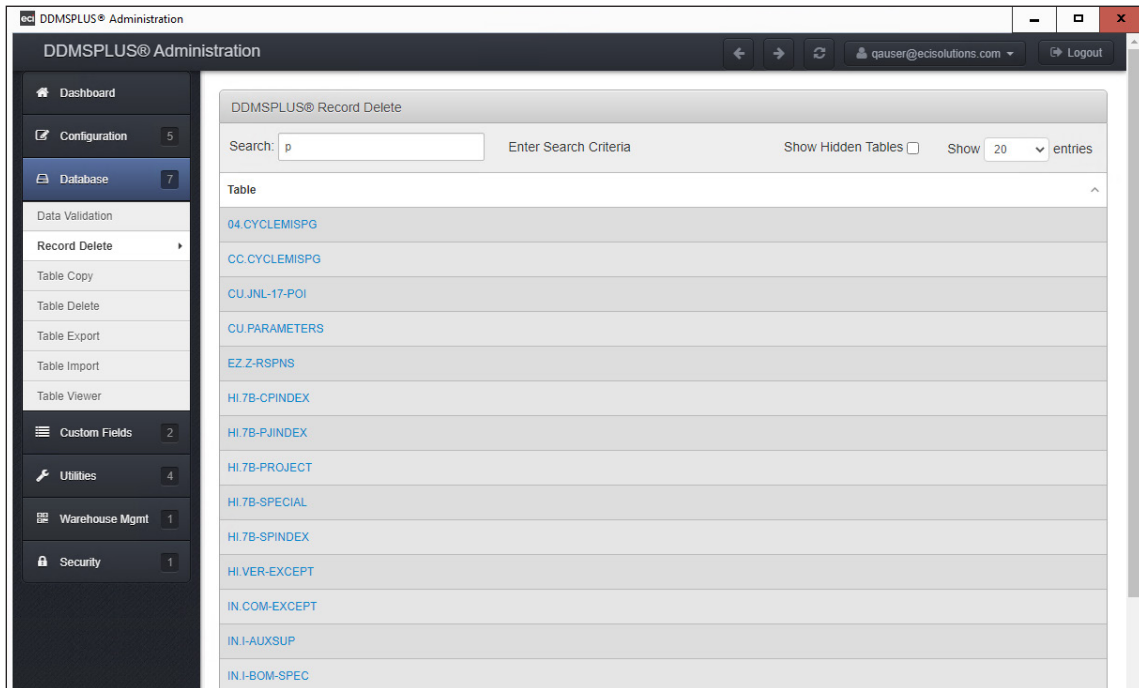 eci DDMSPLUS® Administration
DDMSPLUS® Administration
qauser@ecisolutions.com
Logout
Dashboard
Configuration 5
Database 7
Data Validation
Record Delete
Table Copy
Table Delete
Table Export
Table Import
Table Viewer
Custom Fields 2
Utilities 4
Warehouse Mgmt 1
Security 1
DDMSPLUS® Record Delete
Search: p Enter Search Criteria Show Hidden Tables Show 20 entries
Table
04.CYCLEMISPG
CC.CYCLEMISPG
CU.JNL-17-POI
CU.PARAMETERS
EZ.Z-RSPNS
HI.7B-CPINDEX
HI.7B-PJINDEX
HI.7B-PROJECT
HI.7B-SPECIAL
HI.7B-SPINDEX
HI.VER-EXCEPT
IN.COM-EXCEPT
IN.I-AUXSUP
IN.I-BOM-SPEC